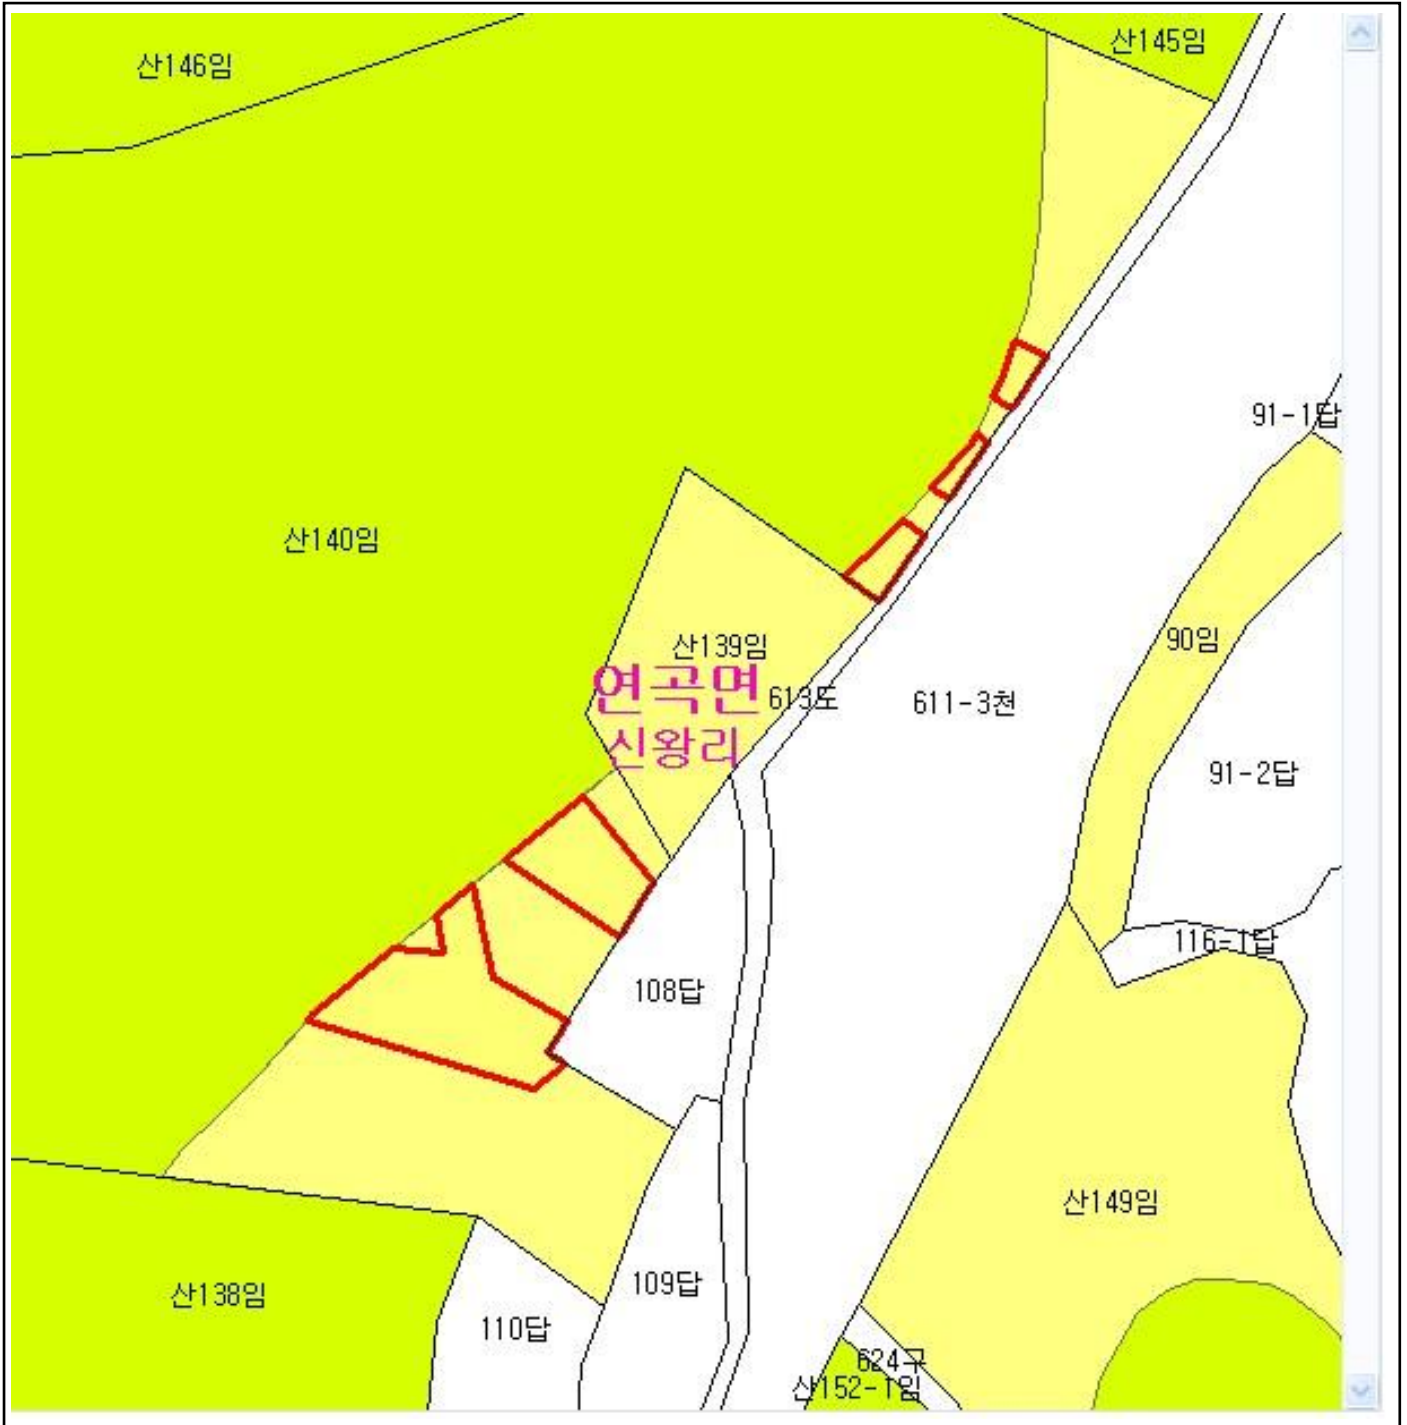 산145임
산146임
91-1답
산140임
90임
산139임
연곡면
613도
611-3천
신왕리
91-2답
116-1답
108답
산149임
109답
산138임
110답
624구
산152-1임